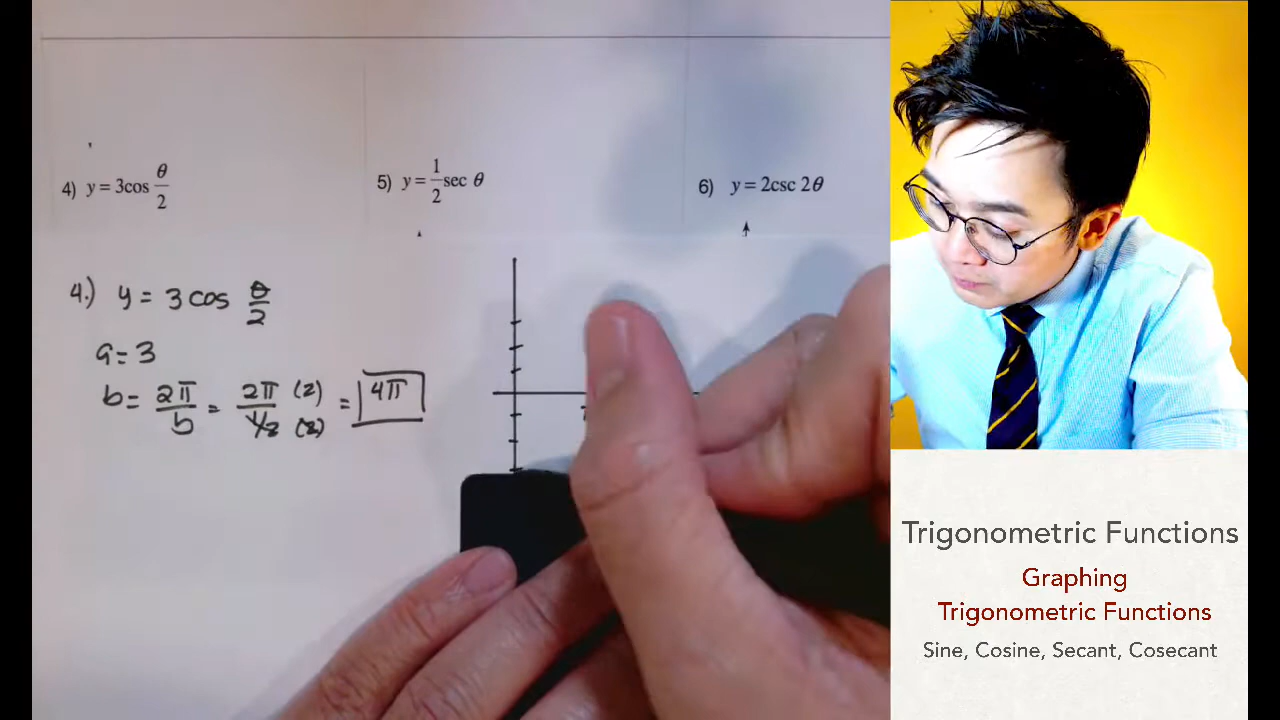 4) y = 3cos θ/2
5) y = 1/2 sec θ
6) y = 2csc 2θ
4.) y = 3 cos θ/2
a = 3
b = 2π/b = 2π/1/2 (2)/(2) = 4π
Trigonometric Functions
Graphing
Trigonometric Functions
Sine, Cosine, Secant, Cosecant